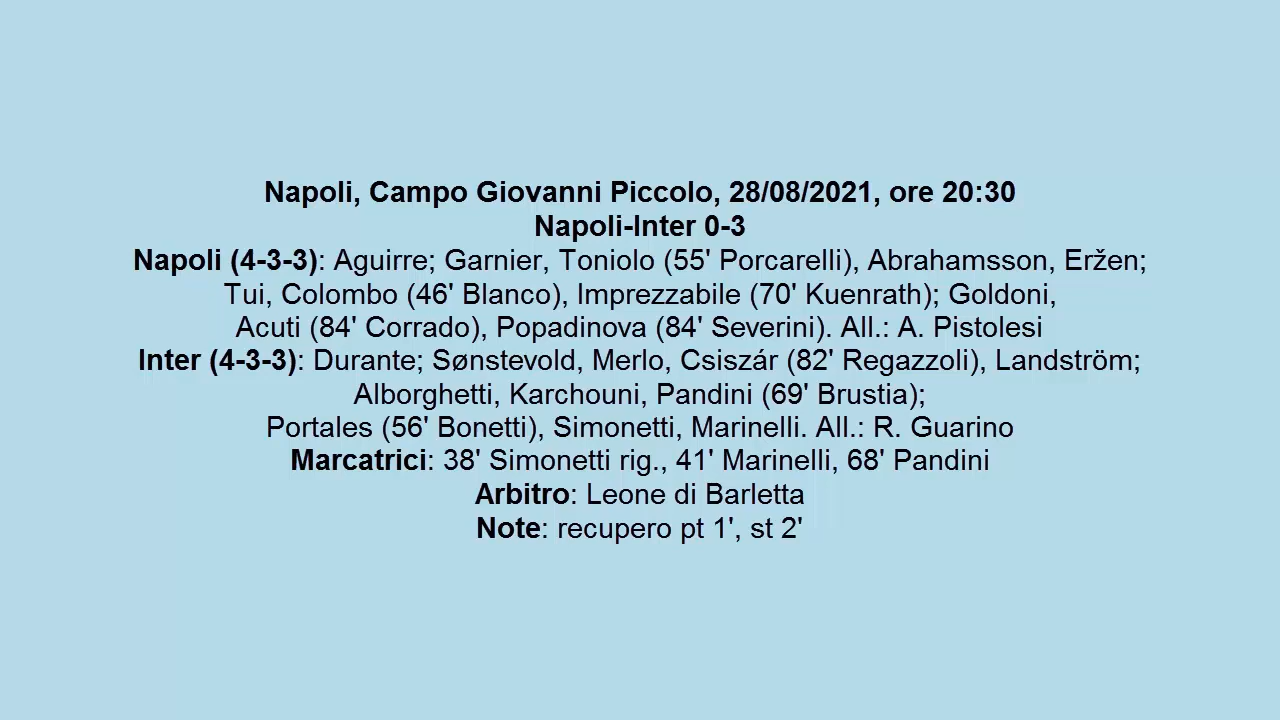 Napoli, Campo Giovanni Piccolo, 28/08/2021, ore 20:30
Napoli-Inter 0-3
Napoli (4-3-3): Aguirre; Garnier, Toniolo (55' Porcarelli), Abrahamsson, Eržen;
Tui, Colombo (46' Blanco), Imprezzabile (70' Kuenrath); Goldoni,
Acuti (84' Corrado), Popadinova (84' Severini). All.: A. Pistolesi
Inter (4-3-3): Durante; Sønstevold, Merlo, Csiszár (82' Regazzoli), Landström;
Alborghetti, Karchouni, Pandini (69' Brustia);
Portales (56' Bonetti), Simonetti, Marinelli. All.: R. Guarino
Marcatrici: 38' Simonetti rig., 41' Marinelli, 68' Pandini
Arbitro: Leone di Barletta
Note: recupero pt 1', st 2'